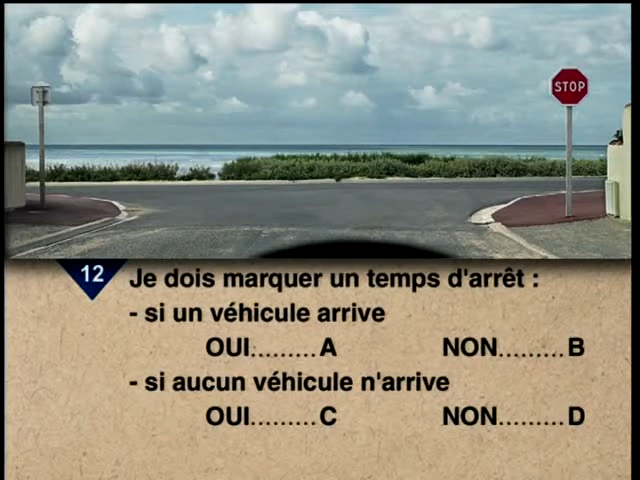 STOP
12
Je dois marquer un temps d'arrêt :
- si un véhicule arrive
OUI.........A NON.........B
- si aucun véhicule n'arrive
OUI.........C NON.........D